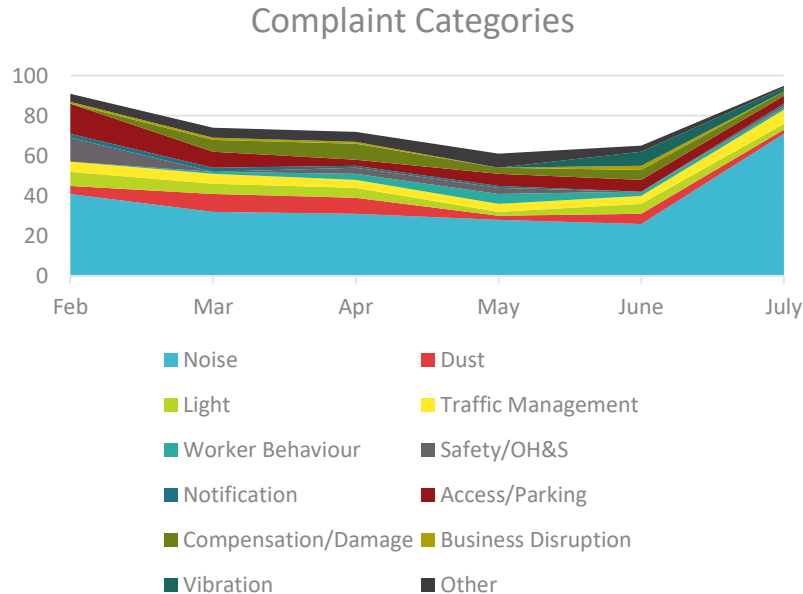 Complaint Categories
100
80
60
40
20
0
Feb Mar Apr May June July
Noise Dust
Light Traffic Management
Worker Behaviour Safety/OH&S
Notification Access/Parking
Compensation/Damage Business Disruption
Vibration Other